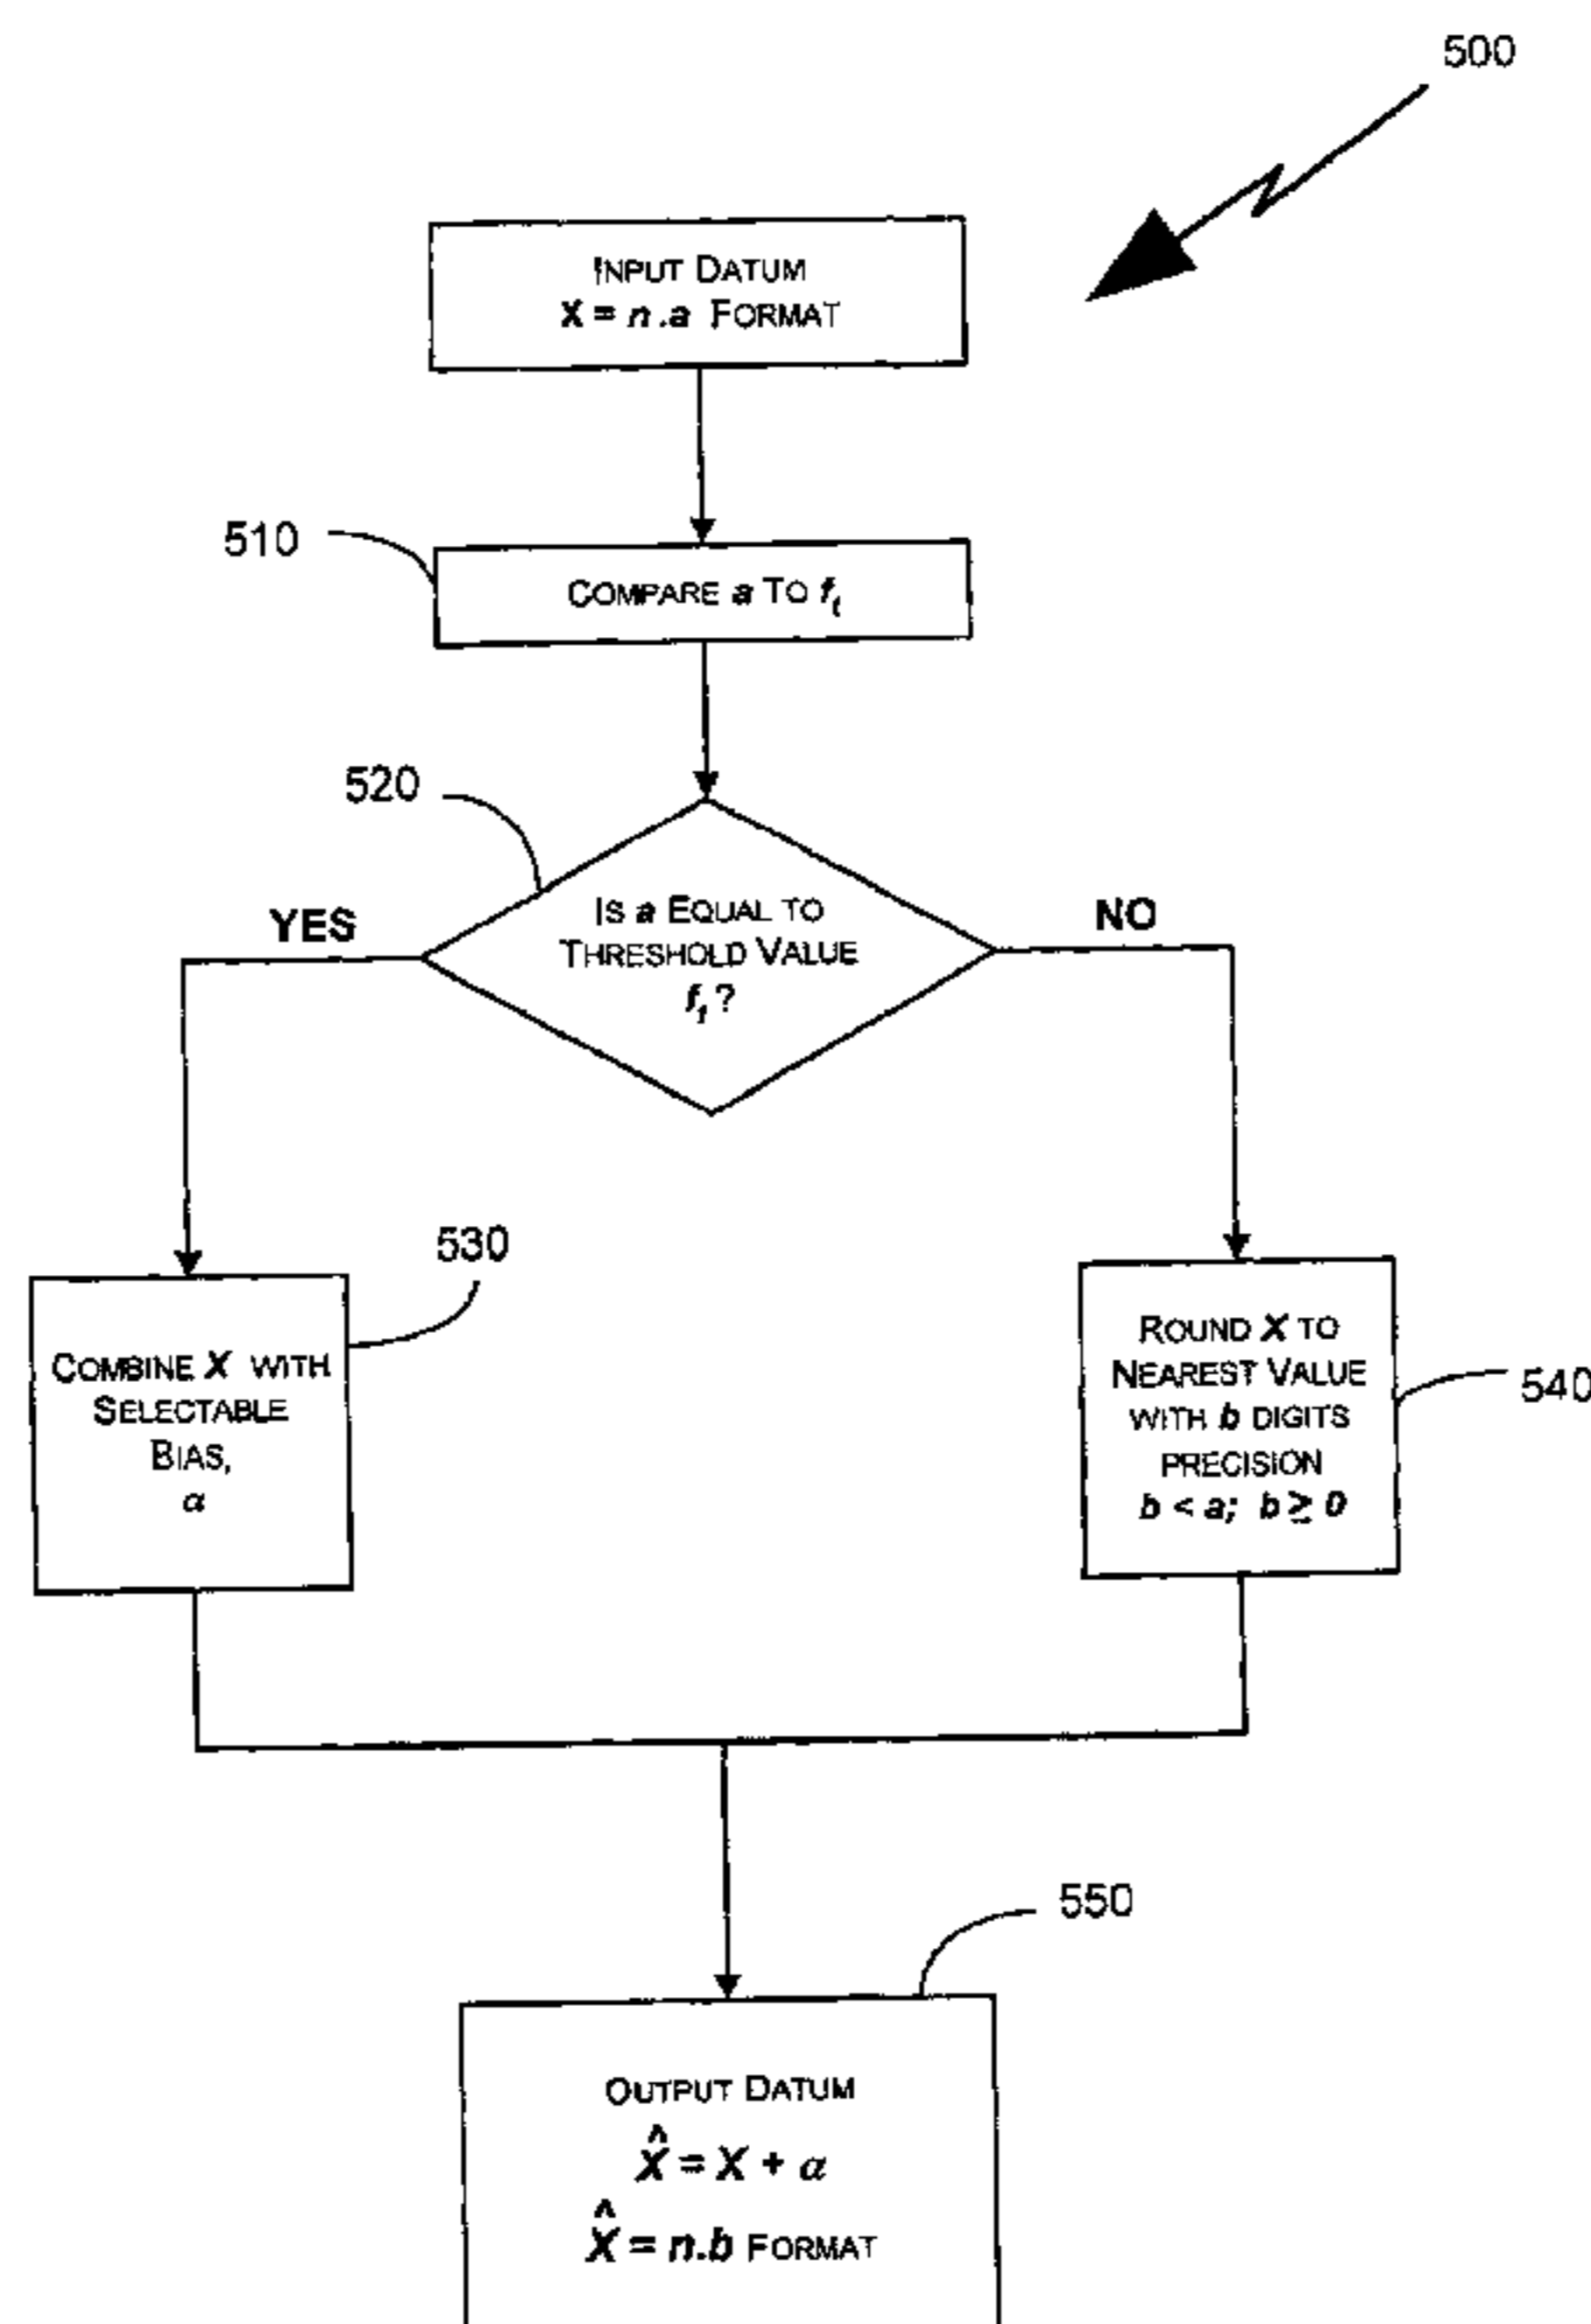 500
INPUT DATUM
X = n.a FORMAT
510
COMPARE a TO fₜ
520
YES
IS a EQUAL TO
THRESHOLD VALUE
fₜ ?
NO
530
COMBINE X WITH
SELECTABLE
BIAS,
α
ROUND X TO
NEAREST VALUE
WITH b DIGITS
PRECISION
b < a; b ≥ 0
540
550
OUTPUT DATUM
X̂ = X + α
X̂ = n.b FORMAT